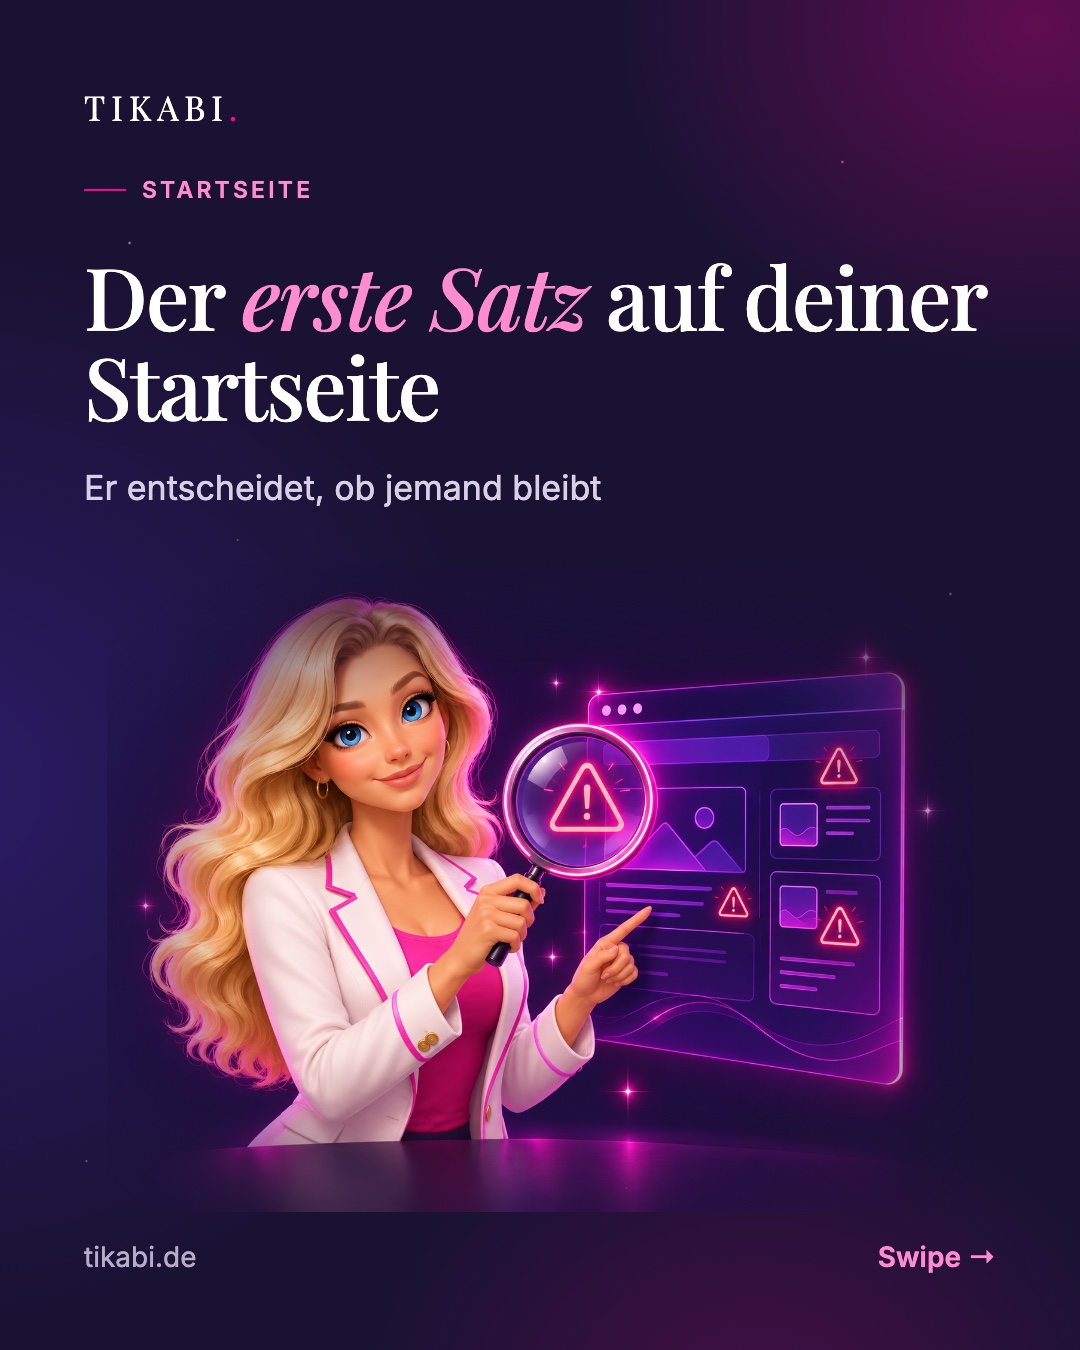 TIKABI.
STARTSEITE
Der erste Satz auf deiner
Startseite
Er entscheidet, ob jemand bleibt
tikabi.de
Swipe →